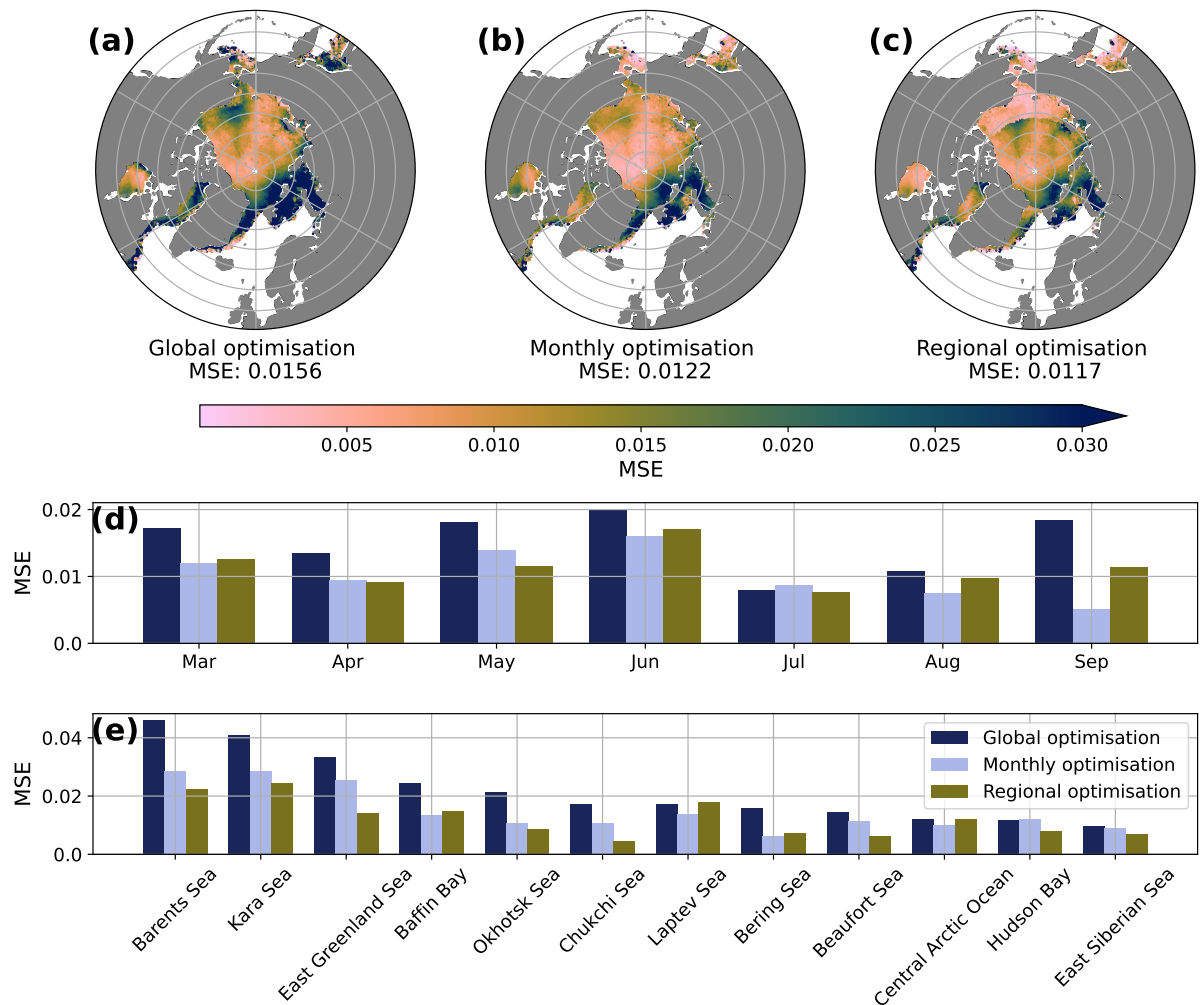 (a)
(b)
(c)
Global optimisation
MSE: 0.0156
Monthly optimisation
MSE: 0.0122
Regional optimisation
MSE: 0.0117
0.005
0.010
0.015
0.020
0.025
0.030
MSE
(d)
MSE
0.02
0.01
0.0
Mar
Apr
May
Jun
Jul
Aug
Sep
(e)
MSE
0.04
0.02
0.0
Global optimisation
Monthly optimisation
Regional optimisation
Barents Sea
Kara Sea
East Greenland Sea
Baffin Bay
Okhotsk Sea
Chukchi Sea
Laptev Sea
Bering Sea
Beaufort Sea
Central Arctic Ocean
Hudson Bay
East Siberian Sea